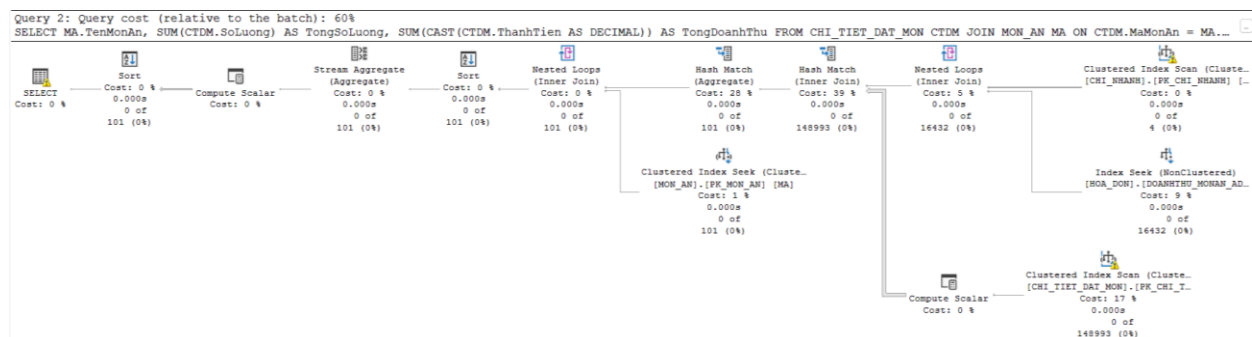 Query 2: Query cost (relative to the batch): 60%
SELECT MA.TenMonAn, SUM(CTDM.SoLuong) AS TongSoLuong, SUM(CAST(CTDM.ThanhTien AS DECIMAL)) AS TongDoanhThu FROM CHI_TIET_DAT_MON CTDM JOIN MON_AN MA ON CTDM.MaMonAn = MA....
SELECT
Cost: 0 %
Sort
Cost: 0 %
0.000s
0 of
101 (0%)
Compute Scalar
Cost: 0 %
Stream Aggregate
(Aggregate)
Cost: 0 %
0.000s
0 of
101 (0%)
Sort
Cost: 0 %
0.000s
0 of
101 (0%)
Nested Loops
(Inner Join)
Cost: 0 %
0.000s
0 of
101 (0%)
Hash Match
(Aggregate)
Cost: 28 %
0.000s
0 of
101 (0%)
Hash Match
(Inner Join)
Cost: 39 %
0.000s
0 of
148993 (0%)
Nested Loops
(Inner Join)
Cost: 5 %
0.000s
0 of
16432 (0%)
Clustered Index Scan (Cluste...
[CHI_NHANH].[PK_CHI_NHANH] [...
Cost: 0 %
0.000s
0 of
4 (0%)
Clustered Index Seek (Cluste...
[MON_AN].[PK_MON_AN] [MA]
Cost: 1 %
0.000s
0 of
101 (0%)
Index Seek (NonClustered)
[HOA_DON].[DOANHTHU_MONAN_AD...
Cost: 9 %
0.000s
0 of
16432 (0%)
Compute Scalar
Cost: 0 %
Clustered Index Scan (Cluste...
[CHI_TIET_DAT_MON].[PK_CHI_T...
Cost: 17 %
0.000s
0 of
148993 (0%)